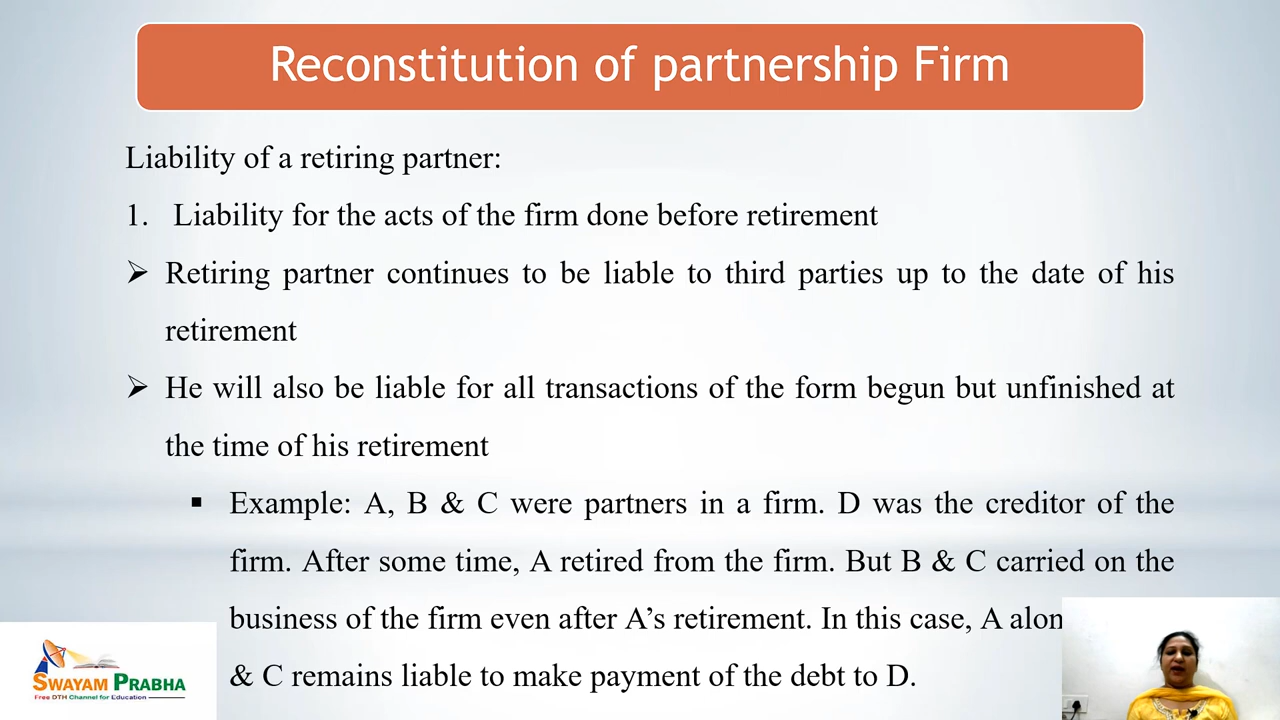 Reconstitution of partnership Firm
Liability of a retiring partner:
1. Liability for the acts of the firm done before retirement
➢ Retiring partner continues to be liable to third parties up to the date of his
retirement
➢ He will also be liable for all transactions of the form begun but unfinished at
the time of his retirement
▪ Example: A, B & C were partners in a firm. D was the creditor of the
firm. After some time, A retired from the firm. But B & C carried on the
business of the firm even after A’s retirement. In this case, A alon
& C remains liable to make payment of the debt to D.
SWAYAM PRABHA
Free DTH Channel for Education